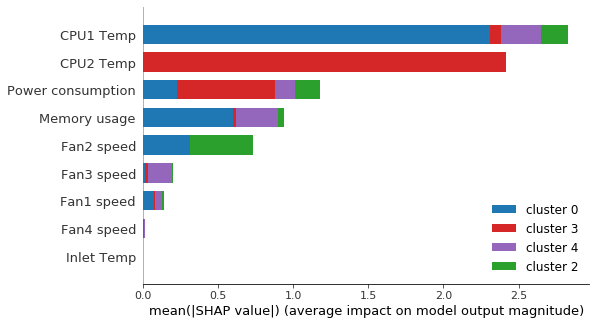 CPU1 Temp
CPU2 Temp
Power consumption
Memory usage
Fan2 speed
Fan3 speed
Fan1 speed
Fan4 speed
Inlet Temp
cluster 0
cluster 3
cluster 4
cluster 2
0.0 0.5 1.0 1.5 2.0 2.5
mean(|SHAP value|) (average impact on model output magnitude)